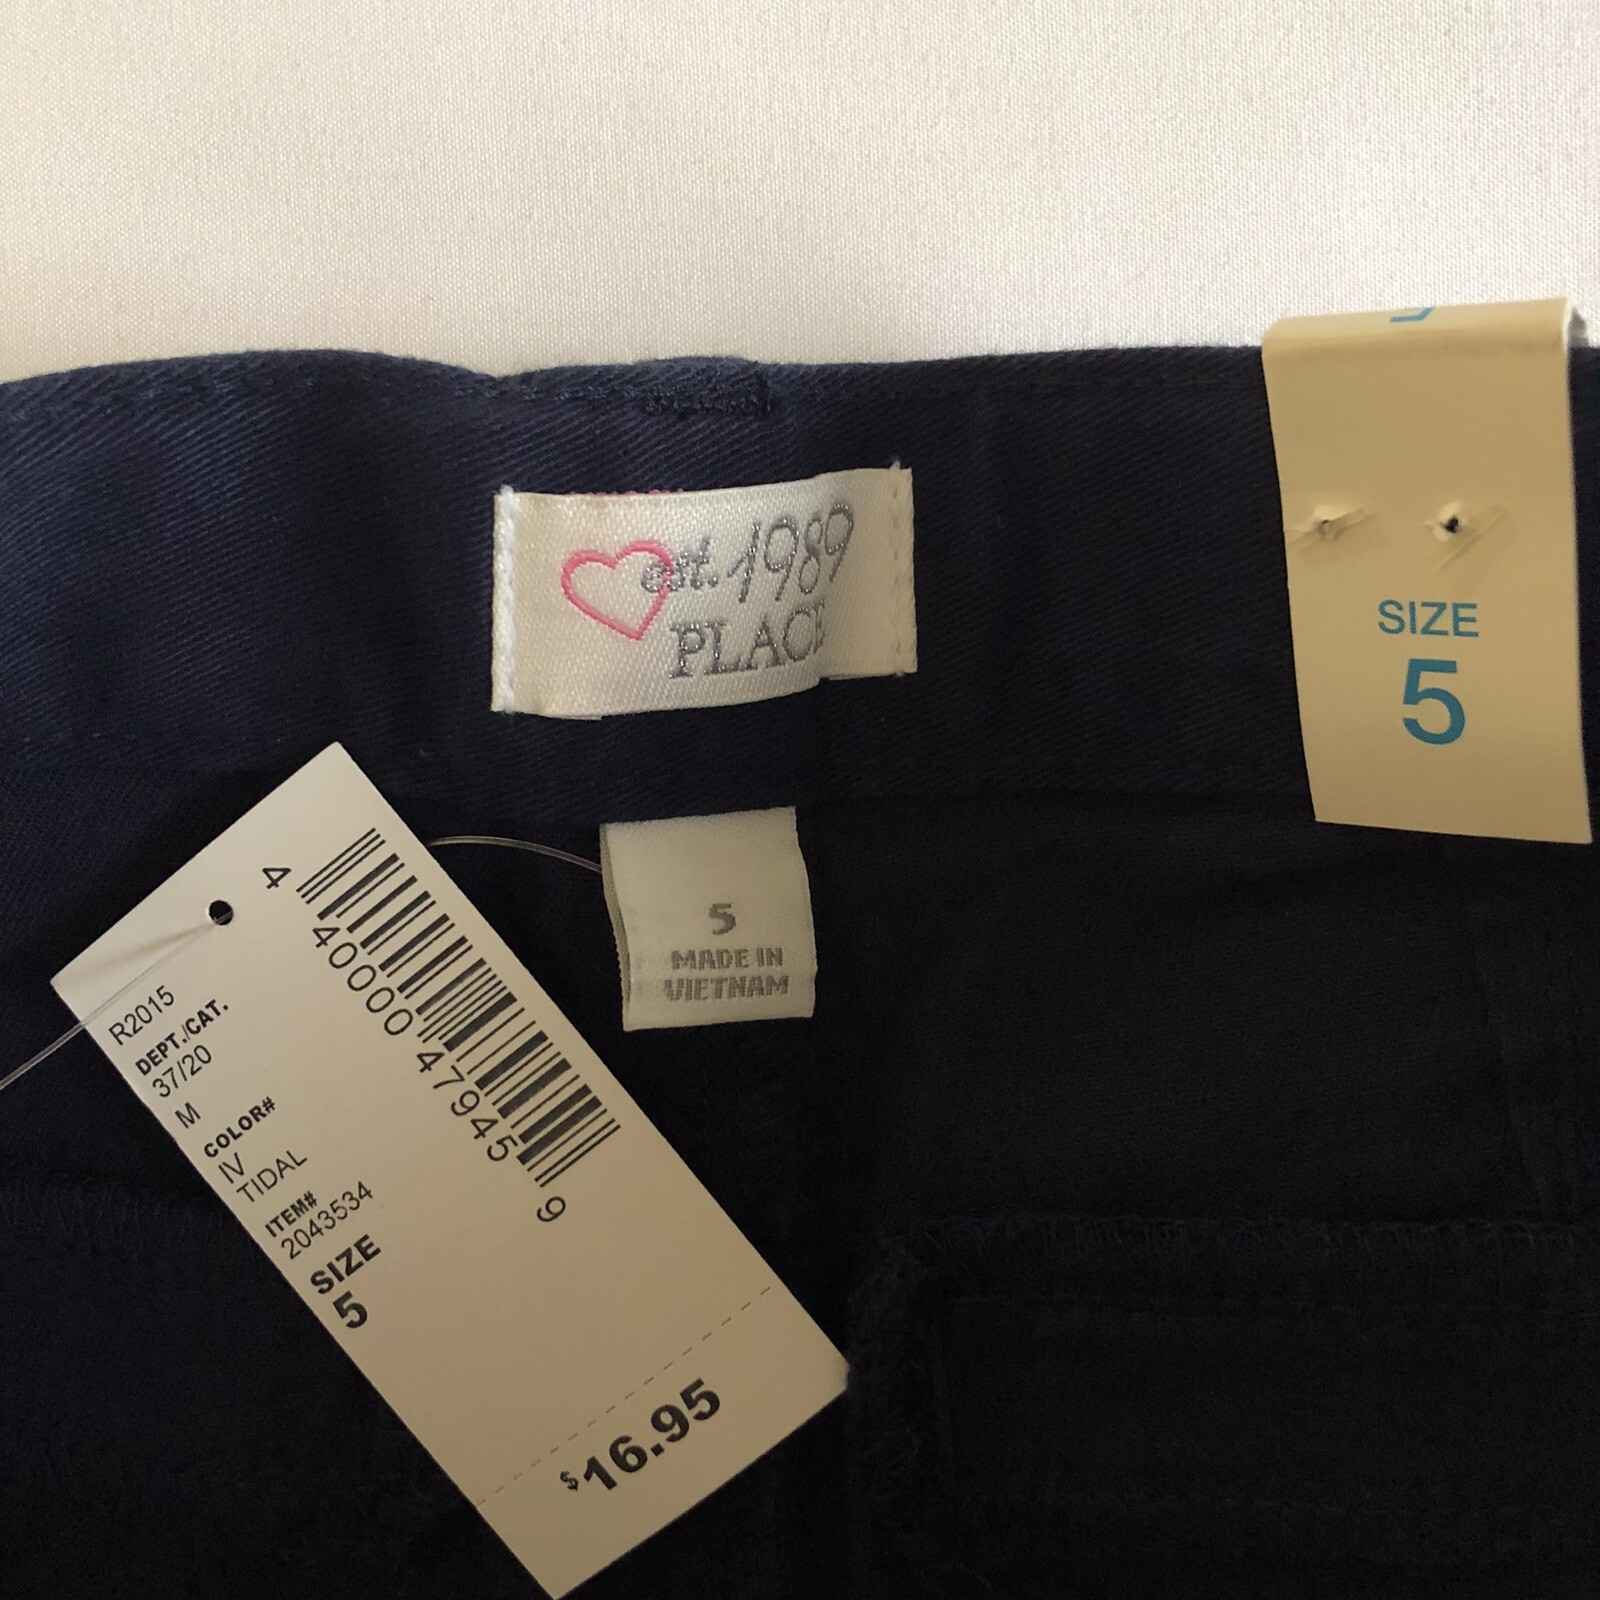 est. 1989
PLACE
SIZE
5
5
MADE IN
VIETNAM
4 40000 47945 9
R2015
DEPT./CAT.
37/20
M
COLOR#
IV
TIDAL
ITEM#
2043534
SIZE
5
$16.95